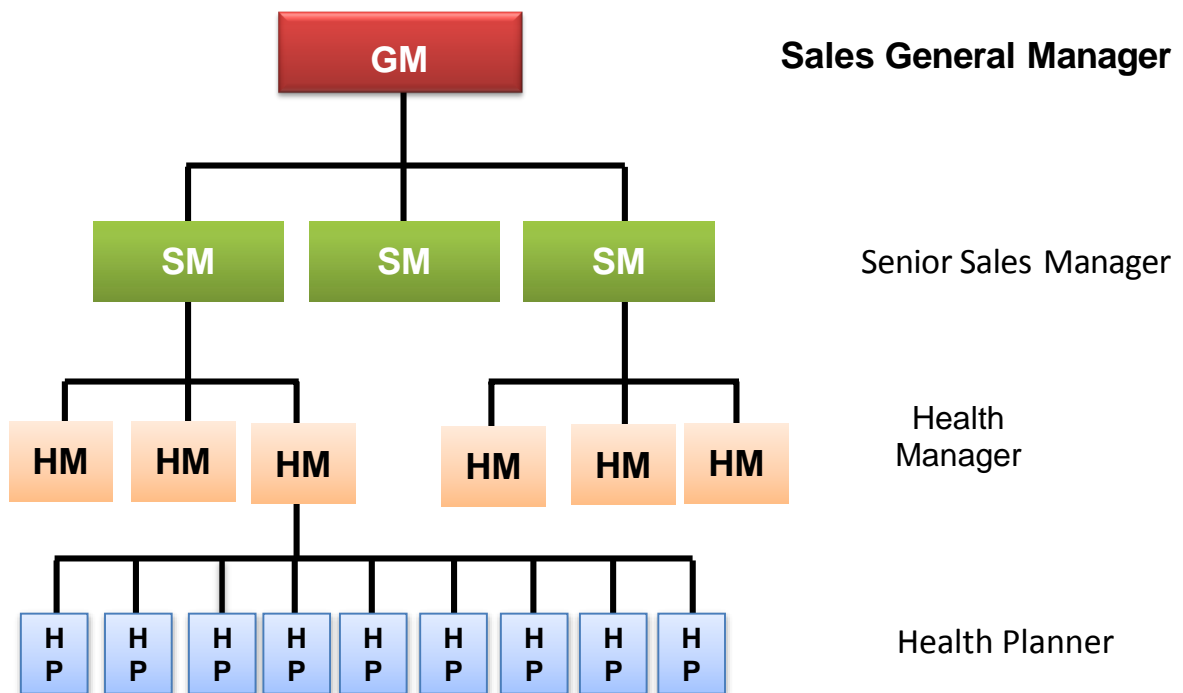 GM
Sales General Manager
SM
SM
SM
Senior Sales Manager
HM
HM
HM
HM
HM
HM
Health
Manager
H
P
H
P
H
P
H
P
H
P
H
P
H
P
H
P
H
P
Health Planner